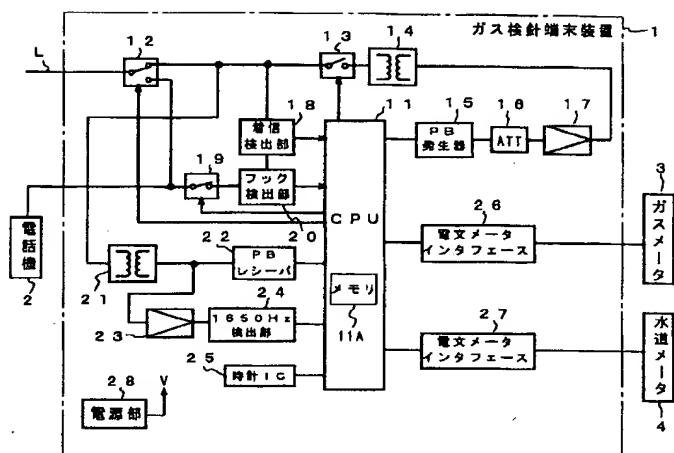 ガス検針端末装置
1
L
12
13
14
11
15
16
17
18
着信
検出部
PB
発生器
ATT
19
フック
検出部
20
CPU
3
ガスメータ
26
電文メータ
インタフェース
電話機
2
21
22
PB
レシーバ
メモリ
11A
23
24
1650Hz
検出部
27
電文メータ
インタフェース
水道メータ
4
25
時計IC
28
電源部
V